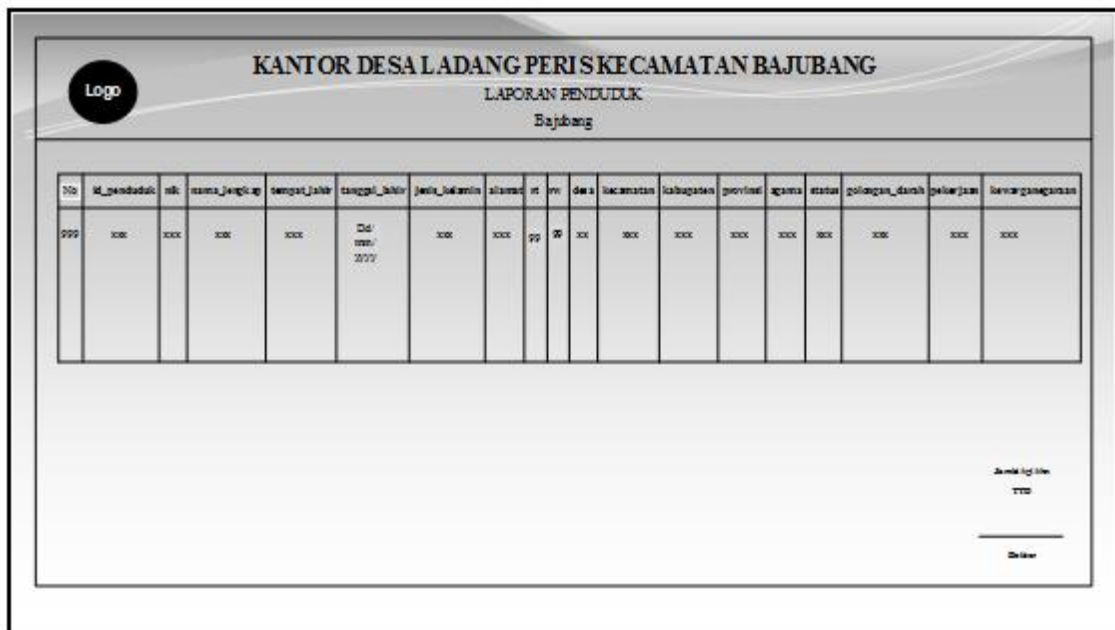 Logo
KANTOR DESA LADANG PERIS KECAMATAN BAJUBANG
LAPORAN PENDUDUK
Bajubang
No id_penduduk nik nama_lengkap tempat_lahir tanggal_lahir jenis_kelamin alamat rt rw desa kecamatan kabupaten provinsi agama status golongan_darah pekerjaan kewarganegaraan
999 xxx xxx xxx xxx Dd/ xxx xxx 99 99 xx xxx xxx xxx xxx xxx xxx xxx xxx
mm/
yyyy
TTD